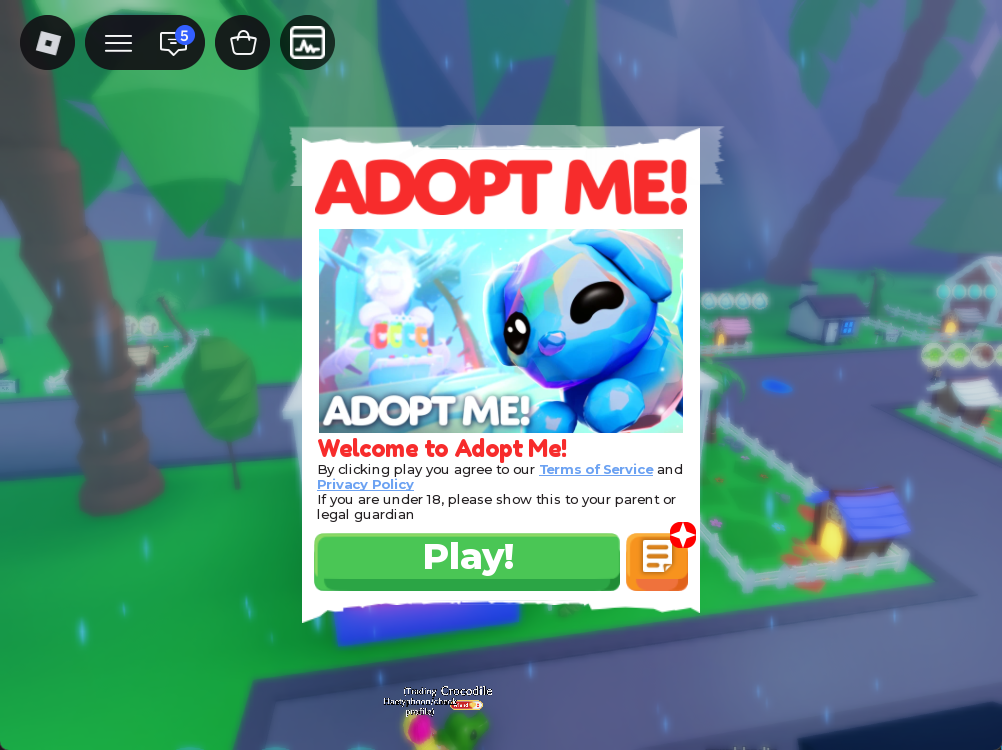 5
ADOPT ME!
ADOPT ME!
Welcome to Adopt Me!
By clicking play you agree to our Terms of Service and
Privacy Policy
If you are under 18, please show this to your parent or
legal guardian
Play!
(Trading
Crocodile
profile)